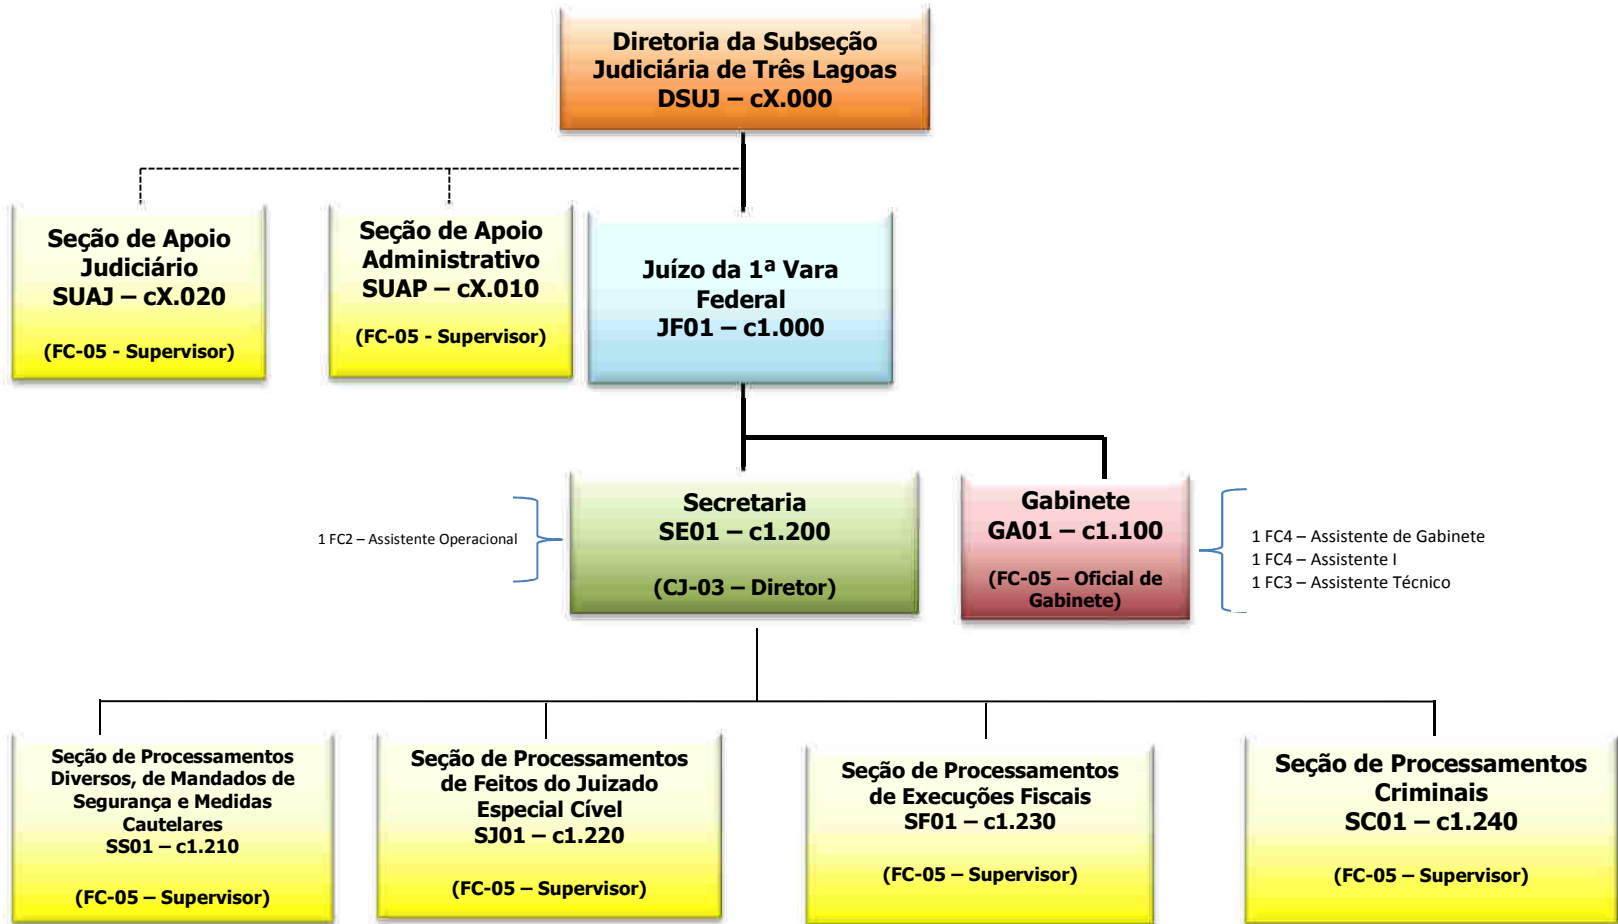 Diretoria da Subseção
Judiciária de Três Lagoas
DSUJ – cX.000
Seção de Apoio
Judiciário
SUAJ – cX.020
(FC-05 - Supervisor)
Seção de Apoio
Administrativo
SUAP – cX.010
(FC-05 - Supervisor)
Juízo da 1ª Vara
Federal
JF01 – c1.000
1 FC2 – Assistente Operacional
Secretaria
SE01 – c1.200
(CJ-03 – Diretor)
Gabinete
GA01 – c1.100
(FC-05 – Oficial de
Gabinete)
1 FC4 – Assistente de Gabinete
1 FC4 – Assistente I
1 FC3 – Assistente Técnico
Seção de Processamentos
Diversos, de Mandados de
Segurança e Medidas
Cautelares
SS01 – c1.210
(FC-05 – Supervisor)
Seção de Processamentos
de Feitos do Juizado
Especial Cível
SJ01 – c1.220
(FC-05 – Supervisor)
Seção de Processamentos
de Execuções Fiscais
SF01 – c1.230
(FC-05 – Supervisor)
Seção de Processamentos
Criminais
SC01 – c1.240
(FC-05 – Supervisor)